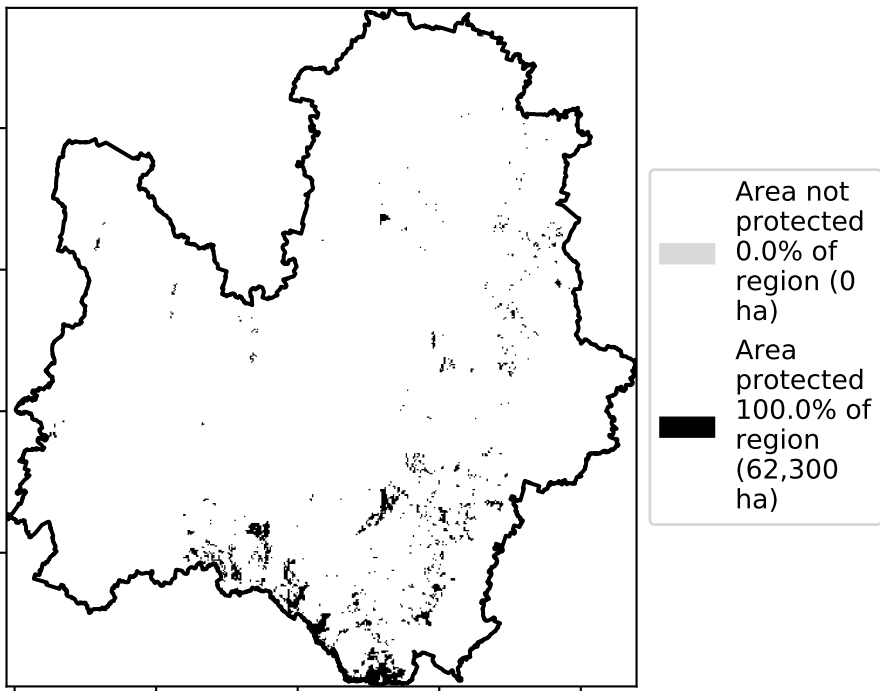 Area not
protected
0.0% of
region (0
ha)
Area
protected
100.0% of
region
(62,300
ha)